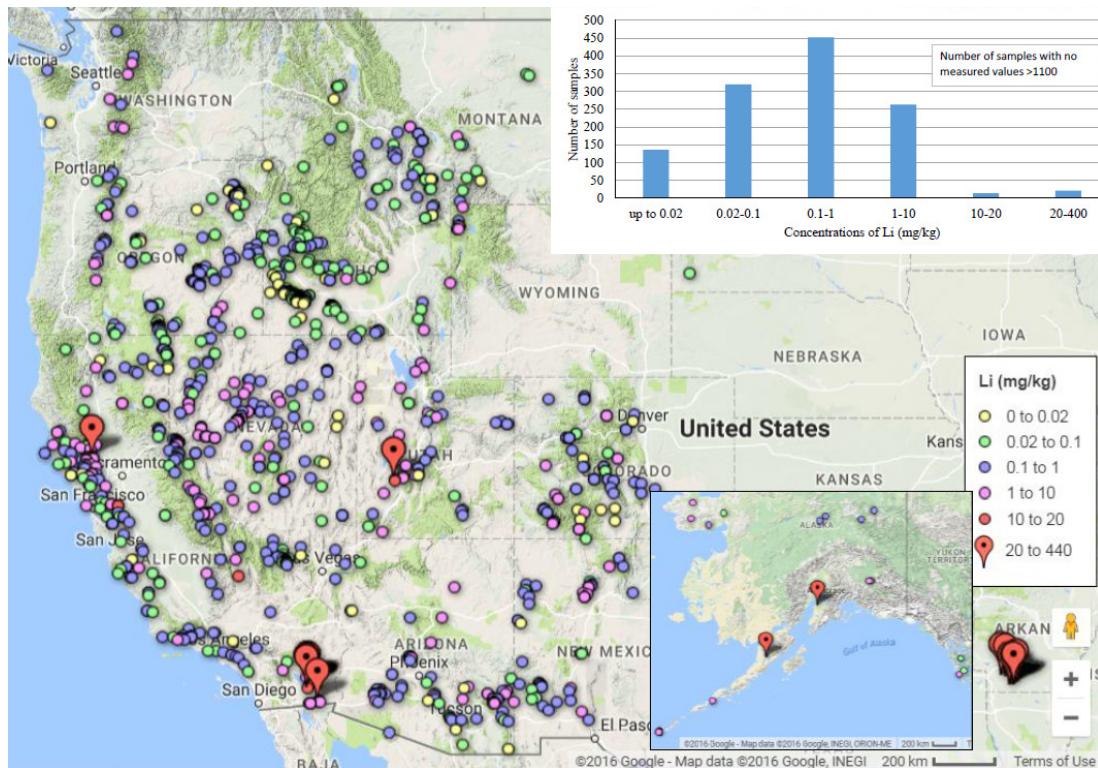 Victoria
Seattle
WASHINGTON
MONTANA
Portland
OREGON
WYOMING
IOWA
NEBRASKA
NEVADA
Denver
United States
UTAH
Sacramento
COLORADO
KANSAS
Kans
San Francisco
San Jose
CALIFORN
Las Vegas
Los Angeles
ARIZONA
Phoenix
NEW MEXIC
San Diego
Tucson
El Paso
BAJA
ARKAN
500
450
400
350
300
250
200
150
100
50
0
Number of samples
Number of samples with no
measured values >1100
up to 0.02 0.02-0.1 0.1-1 1-10 10-20 20-400
Concentrations of Li (mg/kg)
Li (mg/kg)
0 to 0.02
0.02 to 0.1
0.1 to 1
1 to 10
10 to 20
20 to 440
ALASKA
YUKON
TERRITORY
Gulf of Alaska
©2016 Google - Map data ©2016 Google, INEGI, ORION-ME 200 km
+
−
©2016 Google - Map data ©2016 Google, INEGI 200 km Terms of Use